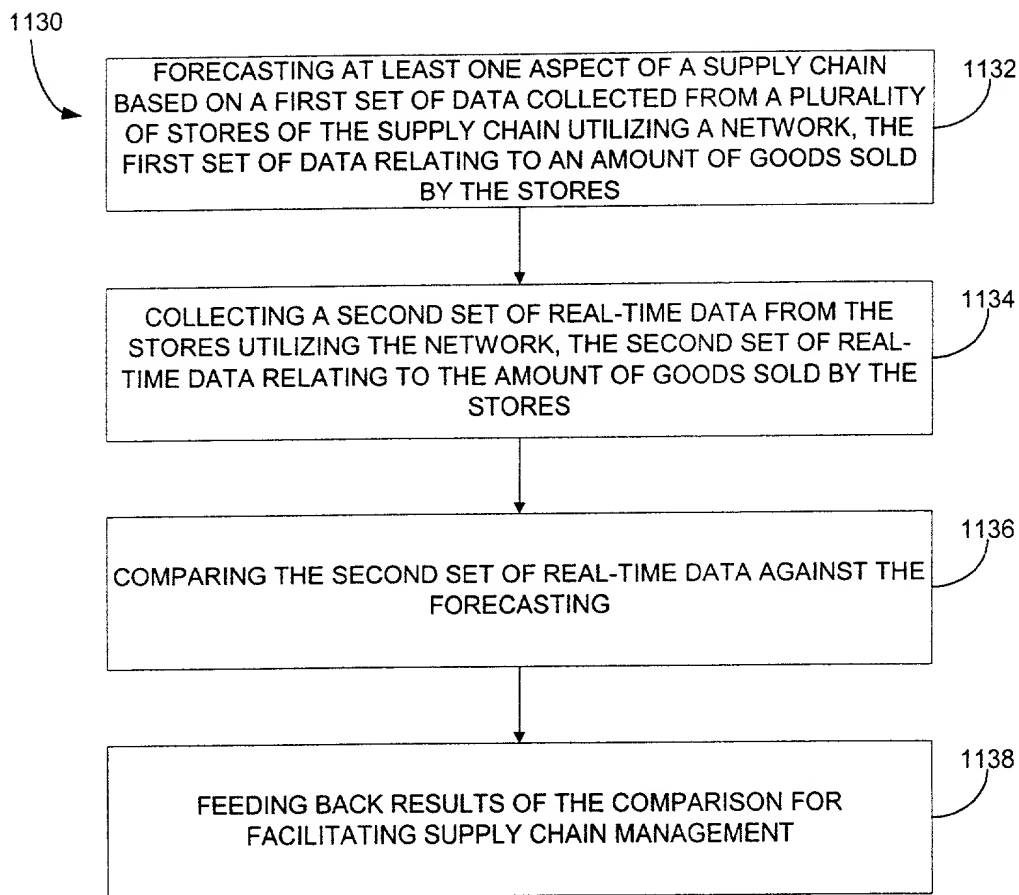 1130
FORECASTING AT LEAST ONE ASPECT OF A SUPPLY CHAIN
BASED ON A FIRST SET OF DATA COLLECTED FROM A PLURALITY
OF STORES OF THE SUPPLY CHAIN UTILIZING A NETWORK, THE
FIRST SET OF DATA RELATING TO AN AMOUNT OF GOODS SOLD
BY THE STORES
1132
COLLECTING A SECOND SET OF REAL-TIME DATA FROM THE
STORES UTILIZING THE NETWORK, THE SECOND SET OF REAL-
TIME DATA RELATING TO THE AMOUNT OF GOODS SOLD BY THE
STORES
1134
COMPARING THE SECOND SET OF REAL-TIME DATA AGAINST THE
FORECASTING
1136
FEEDING BACK RESULTS OF THE COMPARISON FOR
FACILITATING SUPPLY CHAIN MANAGEMENT
1138